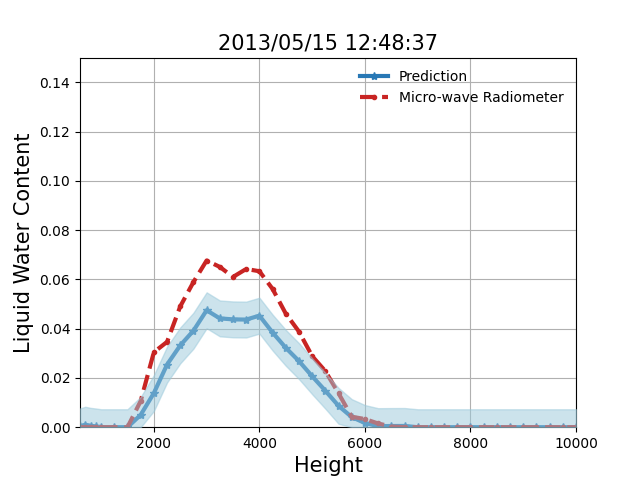 2013/05/15 12:48:37
Prediction
Micro-wave Radiometer
Liquid Water Content
0.14
0.12
0.10
0.08
0.06
0.04
0.02
0.00
2000 4000 6000 8000 10000
Height